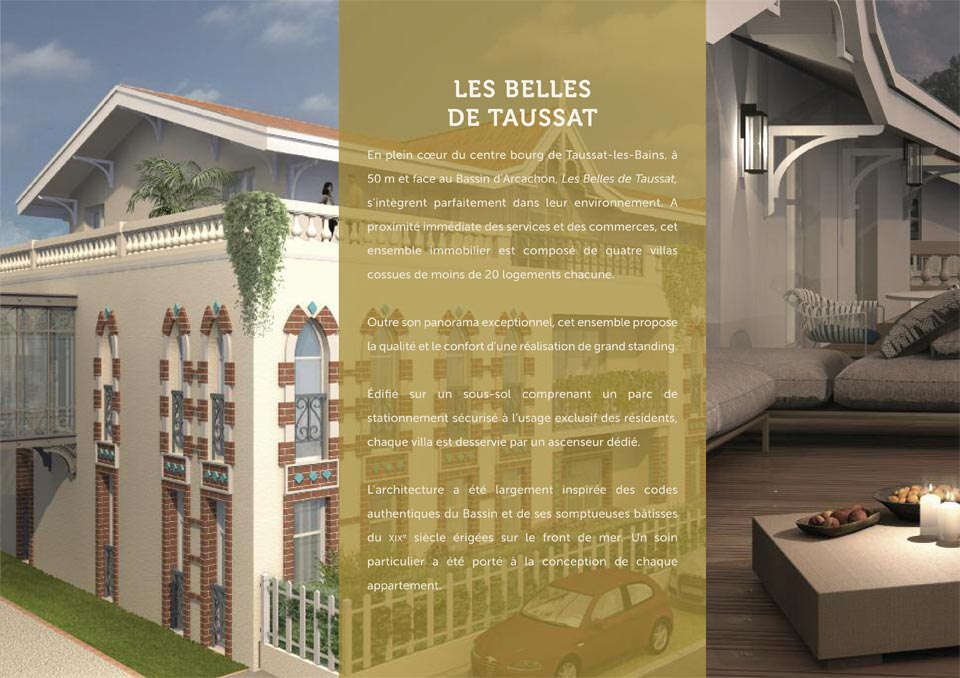 LES BELLES
DE TAUSSAT
En plein cœur du centre bourg de Taussat-les-Bains, à
50 m et face au Bassin d'Arcachon, Les Belles de Taussat,
s'intègrent parfaitement dans leur environnement. A
proximité immédiate des services et des commerces, cet
ensemble immobilier est composé de quatre villas
cossues de moins de 20 logements chacune.
Outre son panorama exceptionnel, cet ensemble propose
la qualité et le confort d'une réalisation de grand standing.
Édifié sur un sous-sol comprenant un parc de
stationnement sécurisé à l'usage exclusif des résidents,
chaque villa est desservie par un ascenseur dédié.
L'architecture a été largement inspirée des codes
authentiques du Bassin et de ses somptueuses bâtisses
du XIXe siècle érigées sur le front de mer. Un soin
particulier a été porté à la conception de chaque
appartement.